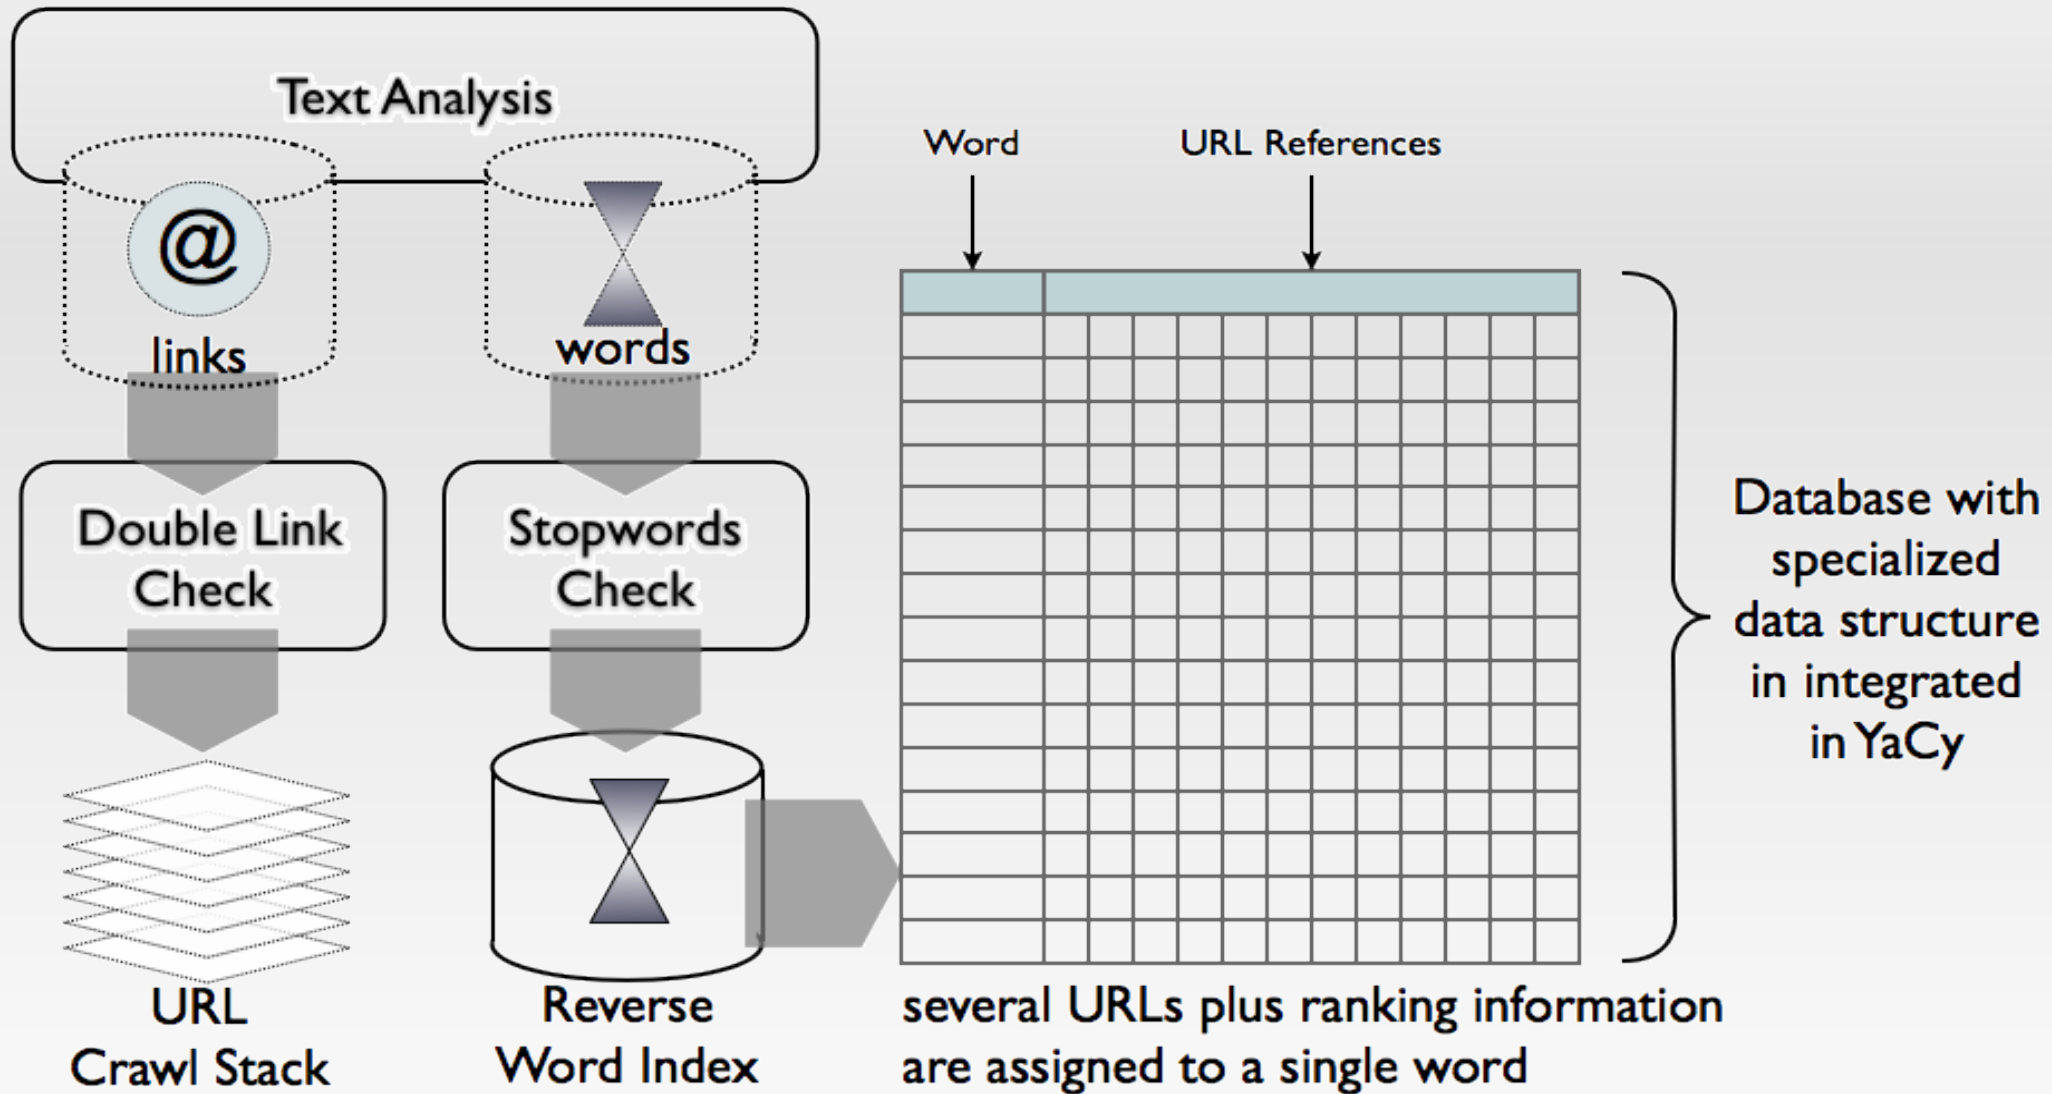 Text Analysis
@
links
words
Double Link
Check
Stopwords
Check
URL
Crawl Stack
Reverse
Word Index
Word
URL References
several URLs plus ranking information
are assigned to a single word
Database with
specialized
data structure
in integrated
in YaCy